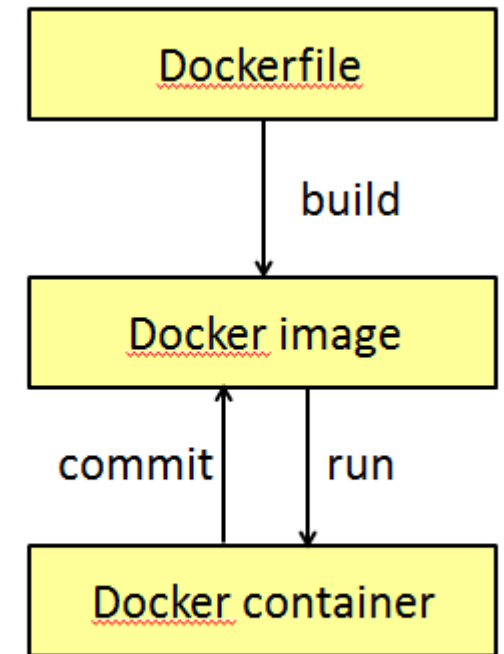 Dockerfile
build
Docker image
commit
run
Docker container